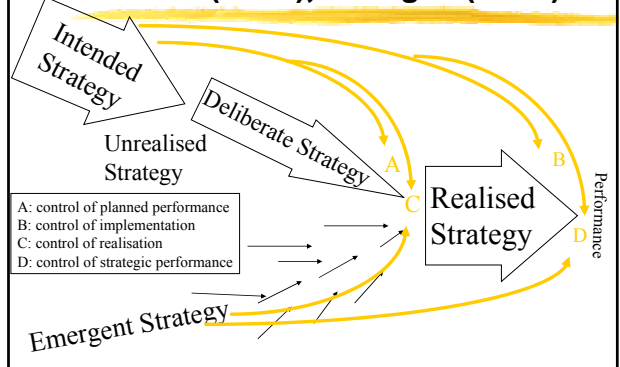 Intended
Strategy
Deliberate Strategy
Unrealised
Strategy
A
B
C
Realised
Strategy
D
Performance
A: control of planned performance
B: control of implementation
C: control of realisation
D: control of strategic performance
Emergent Strategy